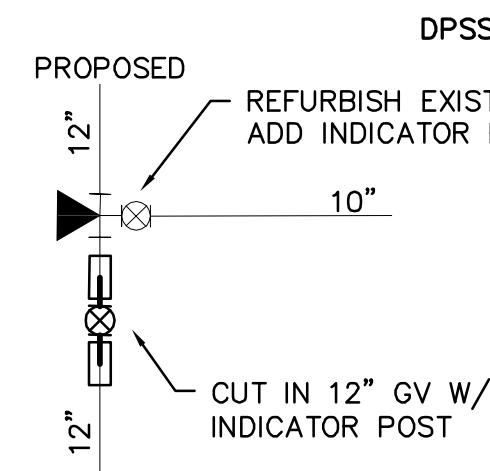 DPSS
PROPOSED
12"
REFURBISH EXIST
ADD INDICATOR
10"
CUT IN 12" GV W/
INDICATOR POST
12"